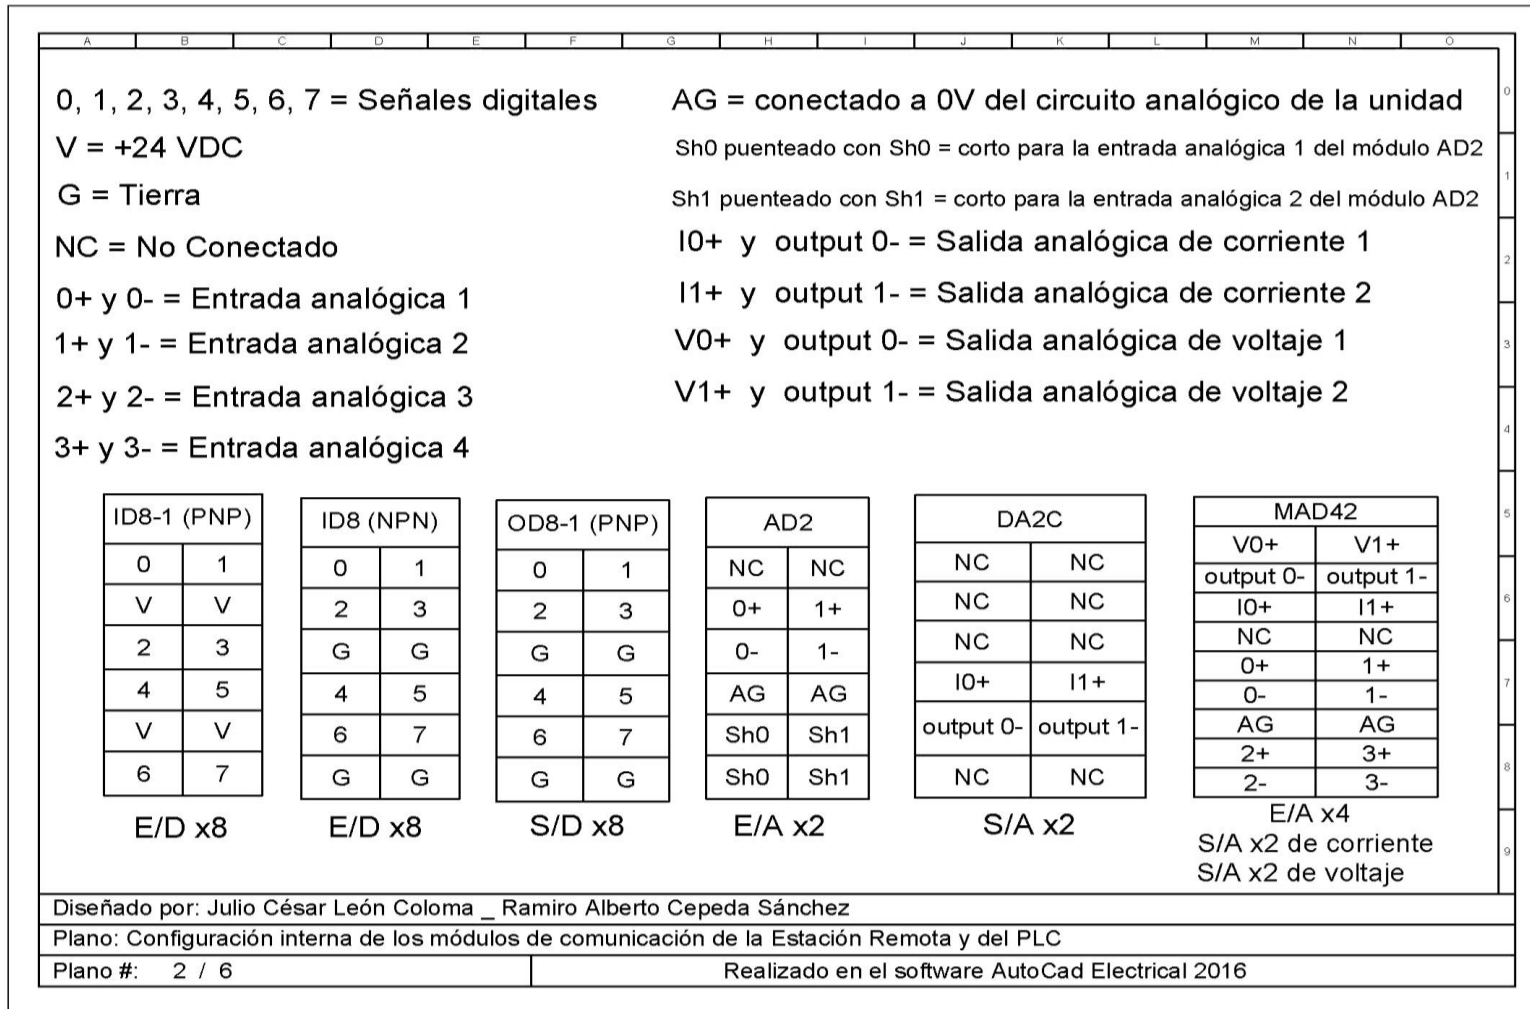 A B C D E F G H I J K L M N O
0, 1, 2, 3, 4, 5, 6, 7 = Señales digitales
V = +24 VDC
G = Tierra
NC = No Conectado
0+ y 0- = Entrada analógica 1
1+ y 1- = Entrada analógica 2
2+ y 2- = Entrada analógica 3
3+ y 3- = Entrada analógica 4
AG = conectado a 0V del circuito analógico de la unidad
Sh0 puenteado con Sh0 = corto para la entrada analógica 1 del módulo AD2
Sh1 puenteado con Sh1 = corto para la entrada analógica 2 del módulo AD2
I0+ y output 0- = Salida analógica de corriente 1
I1+ y output 1- = Salida analógica de corriente 2
V0+ y output 0- = Salida analógica de voltaje 1
V1+ y output 1- = Salida analógica de voltaje 2
0
1
2
3
4
5
6
7
8
9
ID8-1 (PNP)
0 1
V V
2 3
4 5
V V
6 7
E/D x8
ID8 (NPN)
0 1
2 3
G G
4 5
6 7
G G
E/D x8
OD8-1 (PNP)
0 1
2 3
G G
4 5
6 7
G G
S/D x8
AD2
NC NC
0+ 1+
0- 1-
AG AG
Sh0 Sh1
Sh0 Sh1
E/A x2
DA2C
NC NC
NC NC
NC NC
I0+ I1+
output 0- output 1-
NC NC
S/A x2
MAD42
V0+ V1+
output 0- output 1-
I0+ I1+
NC NC
0+ 1+
0- 1-
AG AG
2+ 3+
2- 3-
E/A x4
S/A x2 de corriente
S/A x2 de voltaje
Diseñado por: Julio César León Coloma _ Ramiro Alberto Cepeda Sánchez
Plano: Configuración interna de los módulos de comunicación de la Estación Remota y del PLC
Plano #: 2 / 6
Realizado en el software AutoCad Electrical 2016